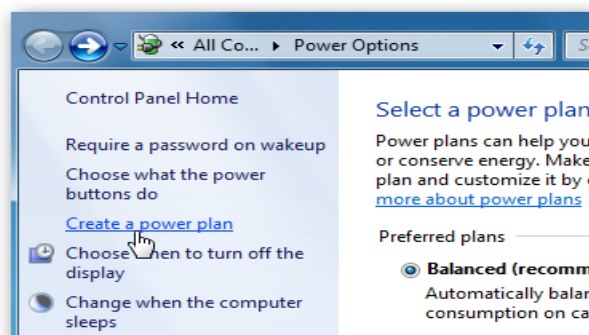 « All Co... Power Options
Control Panel Home
Require a password on wakeup
Choose what the power
buttons do
Create a power plan
Choose when to turn off the
display
Change when the computer
sleeps
Select a power plan
Power plans can help you
or conserve energy. Make
plan and customize it by
more about power plans
Preferred plans
Balanced (recomm
Automatically balan
consumption on ca